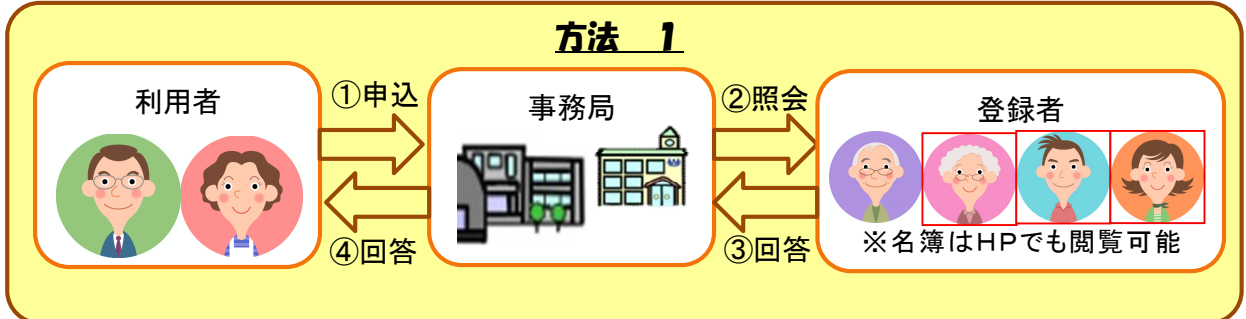 方法　1
利用者
①申込
事務局
②照会
登録者
④回答
③回答
※名簿はHPでも閲覧可能